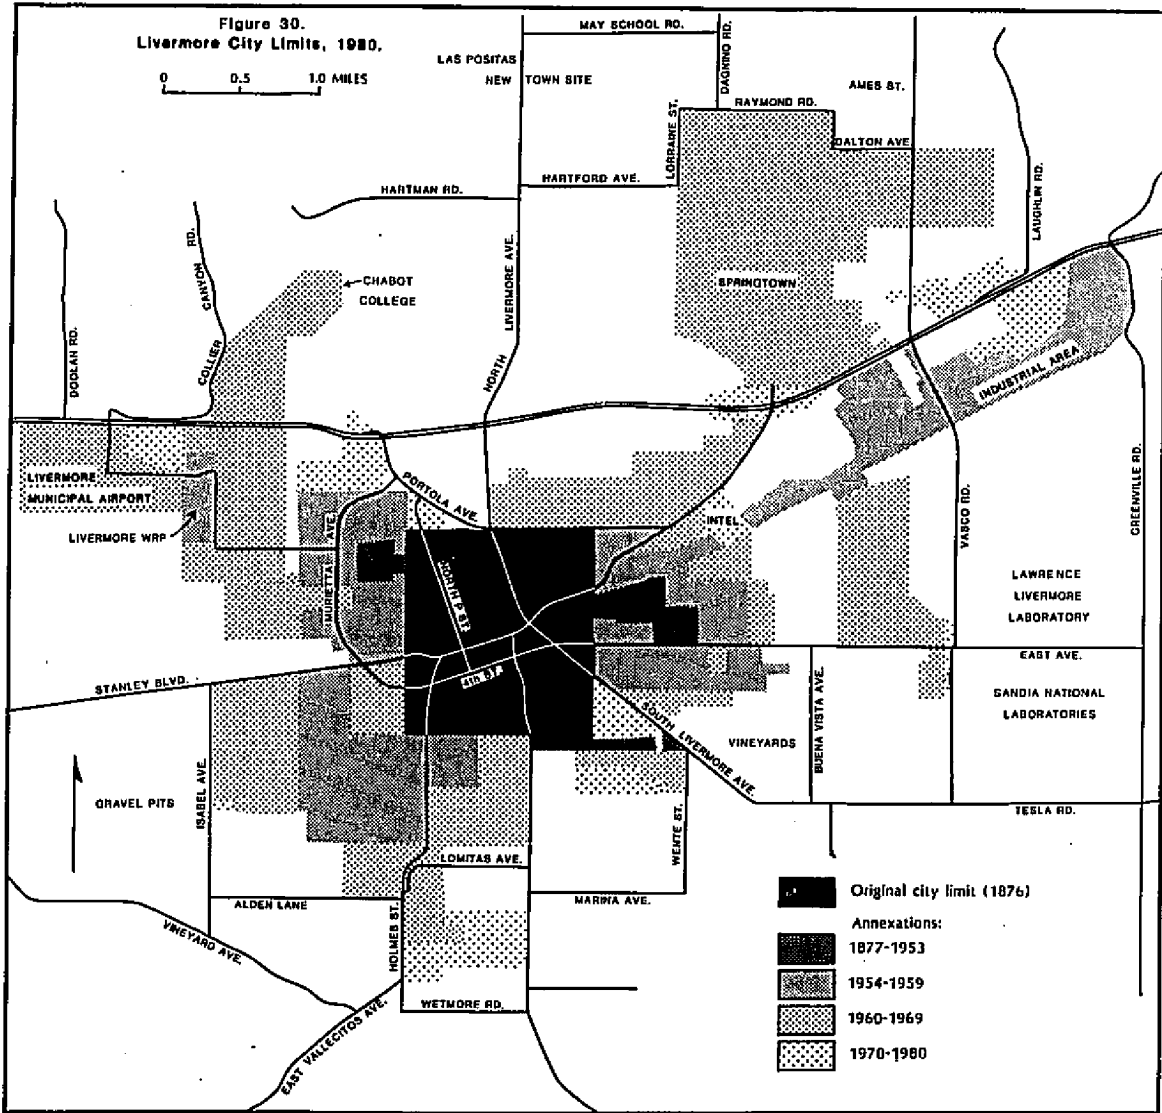 Figure 30.
Livermore City Limits, 1980.
0 0.5 1.0 MILES
MAY SCHOOL RD.
LAS POSITAS
NEW TOWN SITE
DAGNINO RD.
AMES ST.
RAYMOND RD.
LORRAINE ST.
DALTON AVE
HARTFORD AVE.
HARTMAN RD.
LAUGHLIN RD.
CANYON RD.
COLLIER
DOOLAN RD.
CHABOT
COLLEGE
NORTH LIVERMORE AVE.
SPRINGTOWN
INDUSTRIAL AREA
LIVERMORE
MUNICIPAL AIRPORT
LIVERMORE WRP
PORTOLA AVE.
MURIETTA AVE.
NORTH P ST.
INTEL
VASCO RD.
GREENVILLE RD.
LAWRENCE
LIVERMORE
LABORATORY
EAST AVE.
SANDIA NATIONAL
LABORATORIES
STANLEY BLVD.
4th ST
SOUTH LIVERMORE AVE.
VINEYARDS
BUENA VISTA AVE.
GRAVEL PITS
ISABEL AVE.
TESLA RD.
WENTE ST.
LOMITAS AVE.
MARINA AVE.
ALDEN LANE
HOLMES ST.
VINEYARD AVE.
WETMORE RD.
EAST VALLECITOS AVE.
Original city limit (1876)
Annexations:
1877-1953
1954-1959
1960-1969
1970-1980